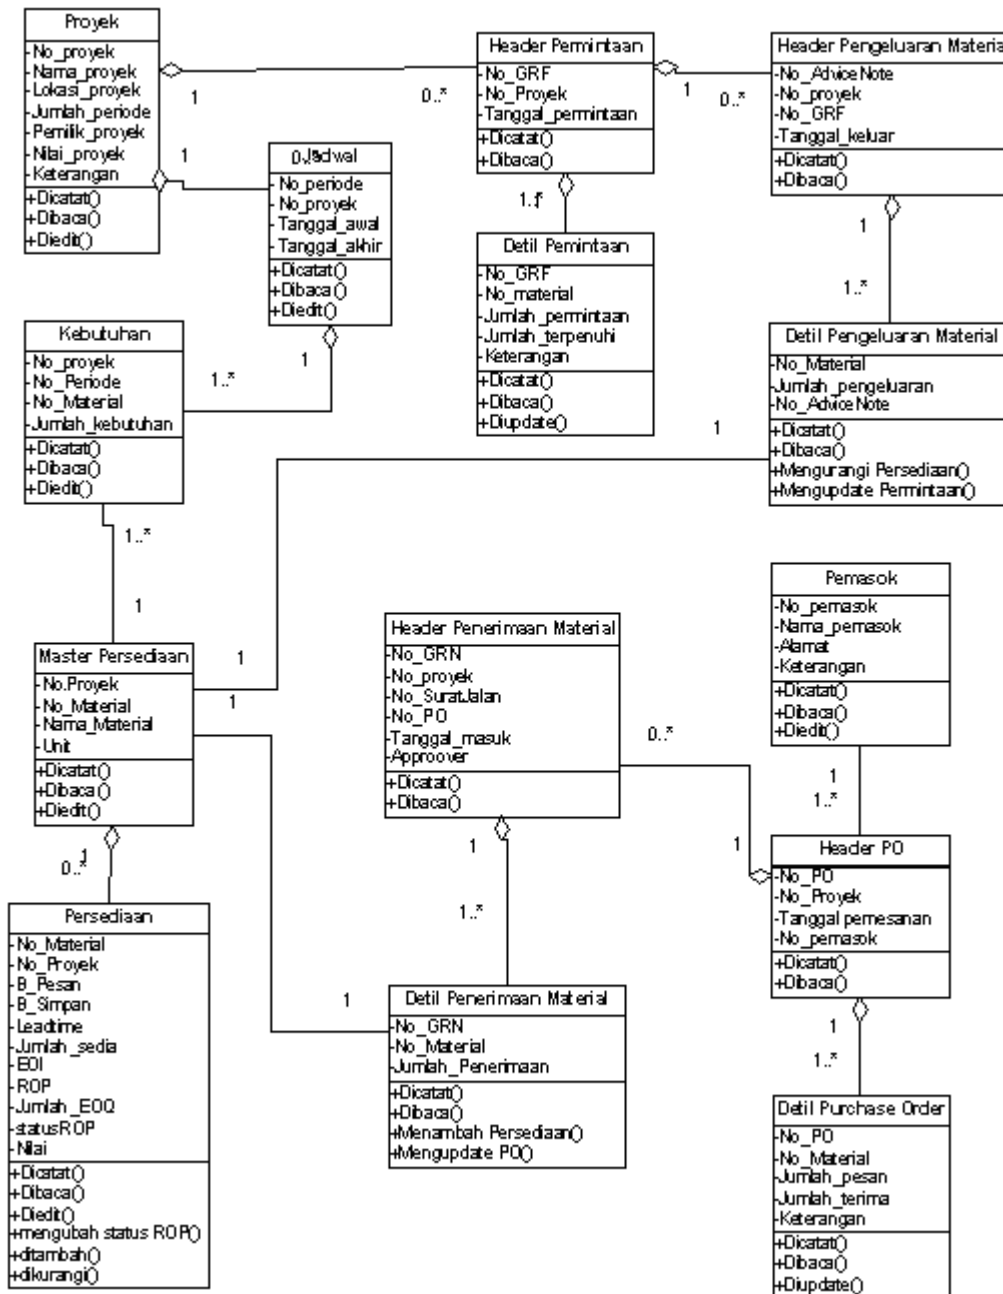 Proyek
-No_proyek
-Nama_proyek
-Lokasi_proyek
-Jumlah_periode
-Pemilik_proyek
-Nilai_proyek
-Keterangan
+Dicatat()
+Dibaca()
+Diedit()
1
0..*
1
Header Permintaan
-No_GRF
-No_Proyek
-Tanggal_permintaan
+Dicatat()
+Dibaca()
1
0..*
Header Pengeluaran Material
-No_AdviceNote
-No_proyek
-No_GRF
-Tanggal_keluar
+Dicatat()
+Dibaca()
1
1..*
Jadwal
-No_periode
-No_proyek
-Tanggal_awal
-Tanggal_akhir
+Dicatat()
+Dibaca()
+Diedit()
1
1..*
1..*
Detil Pemintaan
-No_GRF
-No_material
-Jumlah_permintaan
-Jumlah_terpenuhi
-Keterangan
+Dicatat()
+Dibaca()
+Diupdate()
Kebutuhan
-No_proyek
-No_Periode
-No_Material
-Jumlah_kebutuhan
+Dicatat()
+Dibaca()
+Diedit()
1..*
1
Detil Pengeluaran Material
-No_Material
-Jumlah_pengeluaran
-No_AdviceNote
+Dicatat()
+Dibaca()
+Mengurangi Persediaan()
+Mengupdate Permintaan()
1
1
1
Master Persediaan
-No.Proyek
-No_Material
-Nama_Material
-Unit
+Dicatat()
+Dibaca()
+Diedit()
1
0..*
Header Penerimaan Material
-No_GRN
-No_proyek
-No_SuratJalan
-No_PO
-Tanggal_masuk
-Approover
+Dicatat()
+Dibaca()
0..*
1
1
1..*
Pemasok
-No_pemasok
-Nama_pemasok
-Alamat
-Keterangan
+Dicatat()
+Dibaca()
+Diedit()
1
1..*
Header PO
-No_PO
-No_Proyek
-Tanggal pemesanan
-No_pemasok
+Dicatat()
+Dibaca()
1
1..*
Persediaan
-No_Material
-No_Proyek
-B_Pesan
-B_Simpan
-Leadtime
-Jumlah_sedia
-EOI
-ROP
-Jumlah_EOQ
-statusROP
-Nilai
+Dicatat()
+Dibaca()
+Diedit()
+mengubah status ROP()
+ditambah()
+dikurangi()
1
Detil Penerimaan Material
-No_GRN
-No_Material
-Jumlah_Penerimaan
+Dicatat()
+Dibaca()
+Menambah Persediaan()
+Mengupdate PO()
Detil Purchase Order
-No_PO
-No_Material
-Jumlah_pesan
-Jumlah_terima
-Keterangan
+Dicatat()
+Dibaca()
+Diupdate()